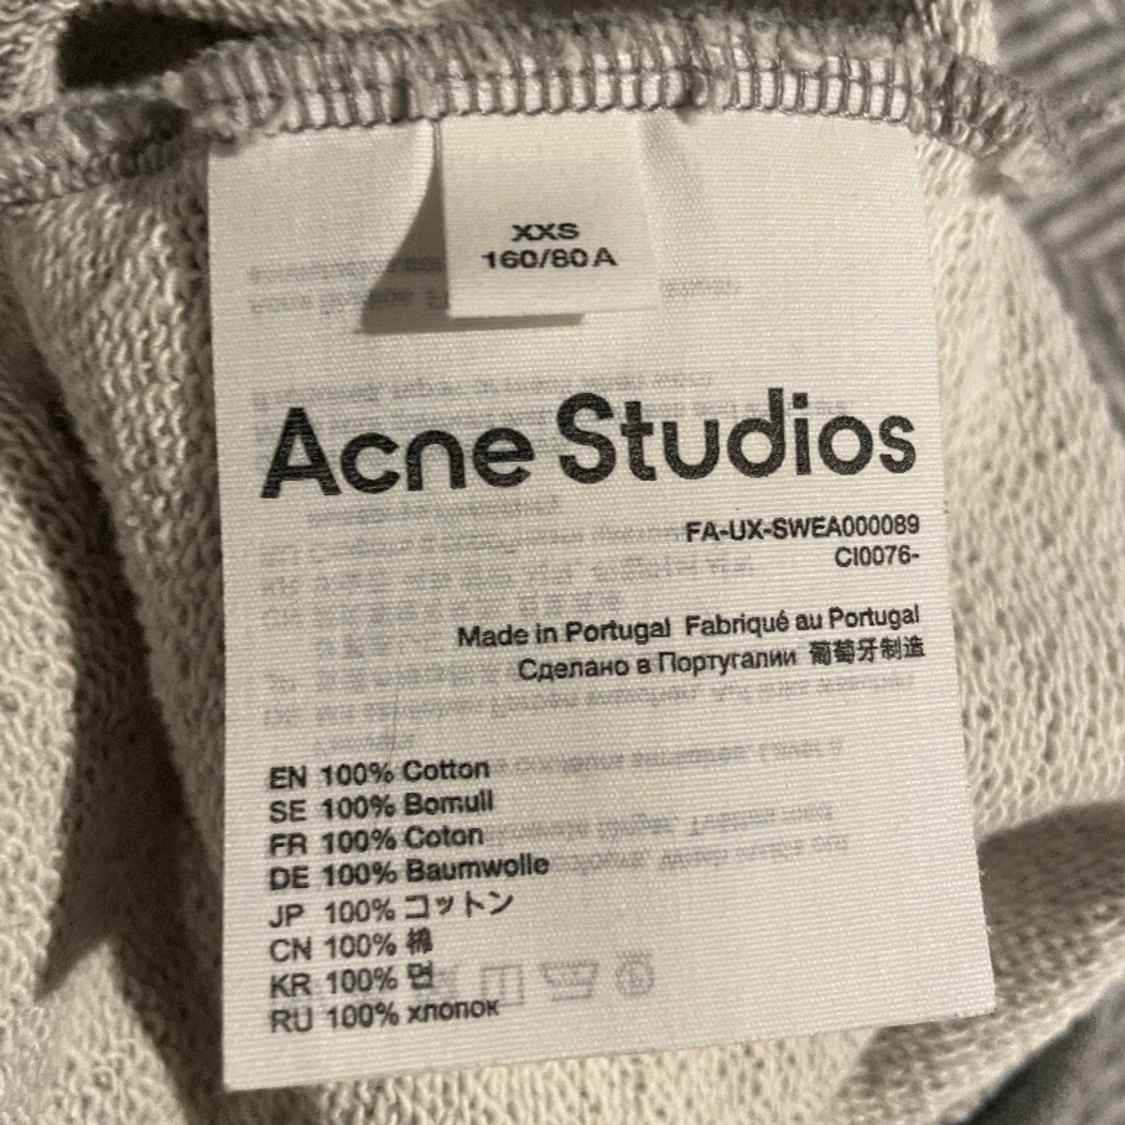 XXS
160/80A
Acne Studios
FA-UX-SWEA000089
CI0076-
Made in Portugal Fabriqué au Portugal
Сделано в Португалии 葡萄牙制造
EN 100% Cotton
SE 100% Bomull
FR 100% Coton
DE 100% Baumwolle
JP 100% コットン
CN 100% 棉
KR 100% 면
RU 100% хлопок